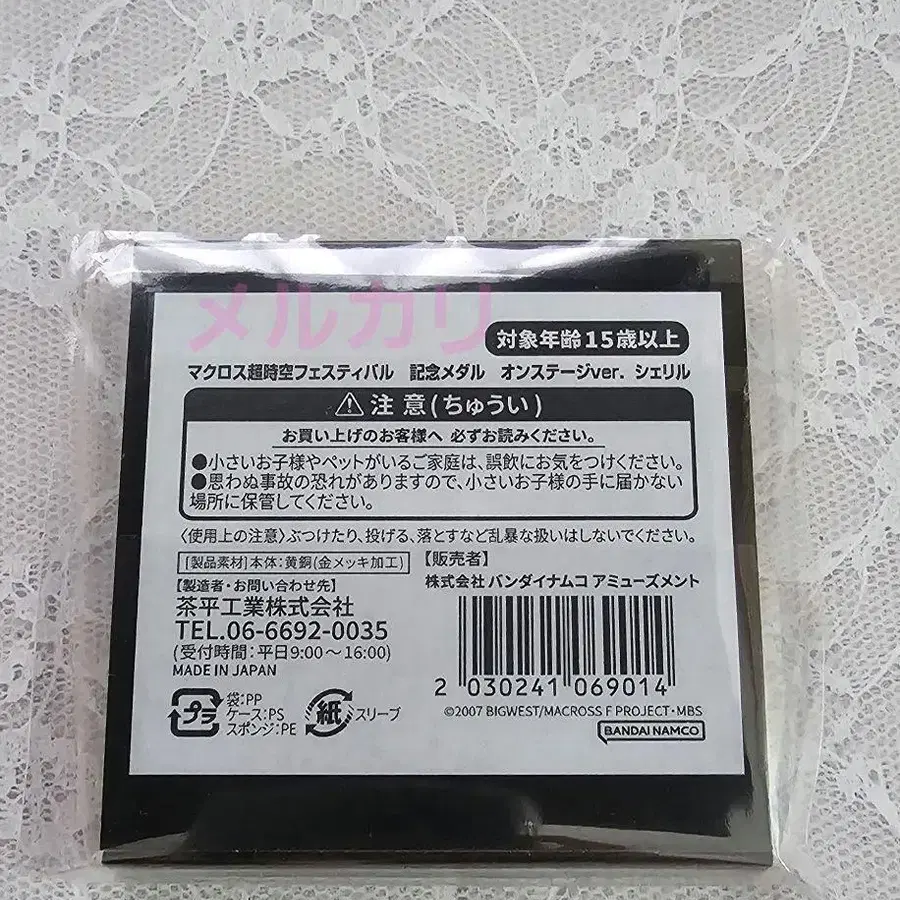 メルカリ
対象年齢15歳以上
マクロス超時空フェスティバル 記念メダル オンステージver. シェリル
⚠注意(ちゅうい)
お買い上げのお客様へ 必ずお読みください。
●小さいお子様やペットがいるご家庭は、誤飲にお気をつけください。
●思わぬ事故の恐れがありますので、小さいお子様の手に届かない
場所に保管してください。
〈使用上の注意〉ぶつけたり、投げる、落とすなど乱暴な扱いはしないでください。
[製品素材]本体:黄銅(金メッキ加工)
【製造者・お問い合わせ先】
茶平工業株式会社
TEL.06-6692-0035
(受付時間:平日9:00〜16:00)
MADE IN JAPAN
【販売者】
株式会社 バンダイナムコ アミューズメント
2 030241 069014
©2007 BIGWEST/MACROSS F PROJECT・MBS
BANDAI NAMCO
プラ
袋:PP
ケース:PS
スポンジ:PE
紙
スリーブ